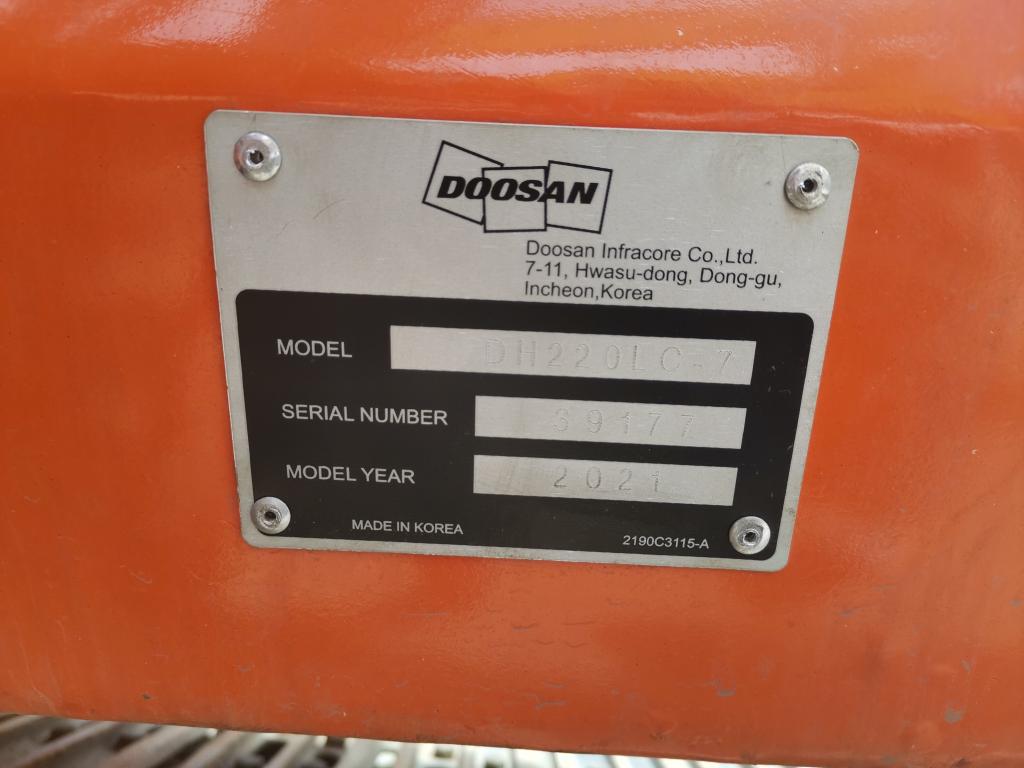 DOOSAN
Doosan Infracore Co.,Ltd.
7-11, Hwasu-dong, Dong-gu,
Incheon,Korea
MODEL DH220LC-7
SERIAL NUMBER 39177
MODEL YEAR 2021
MADE IN KOREA 2190C3115-A